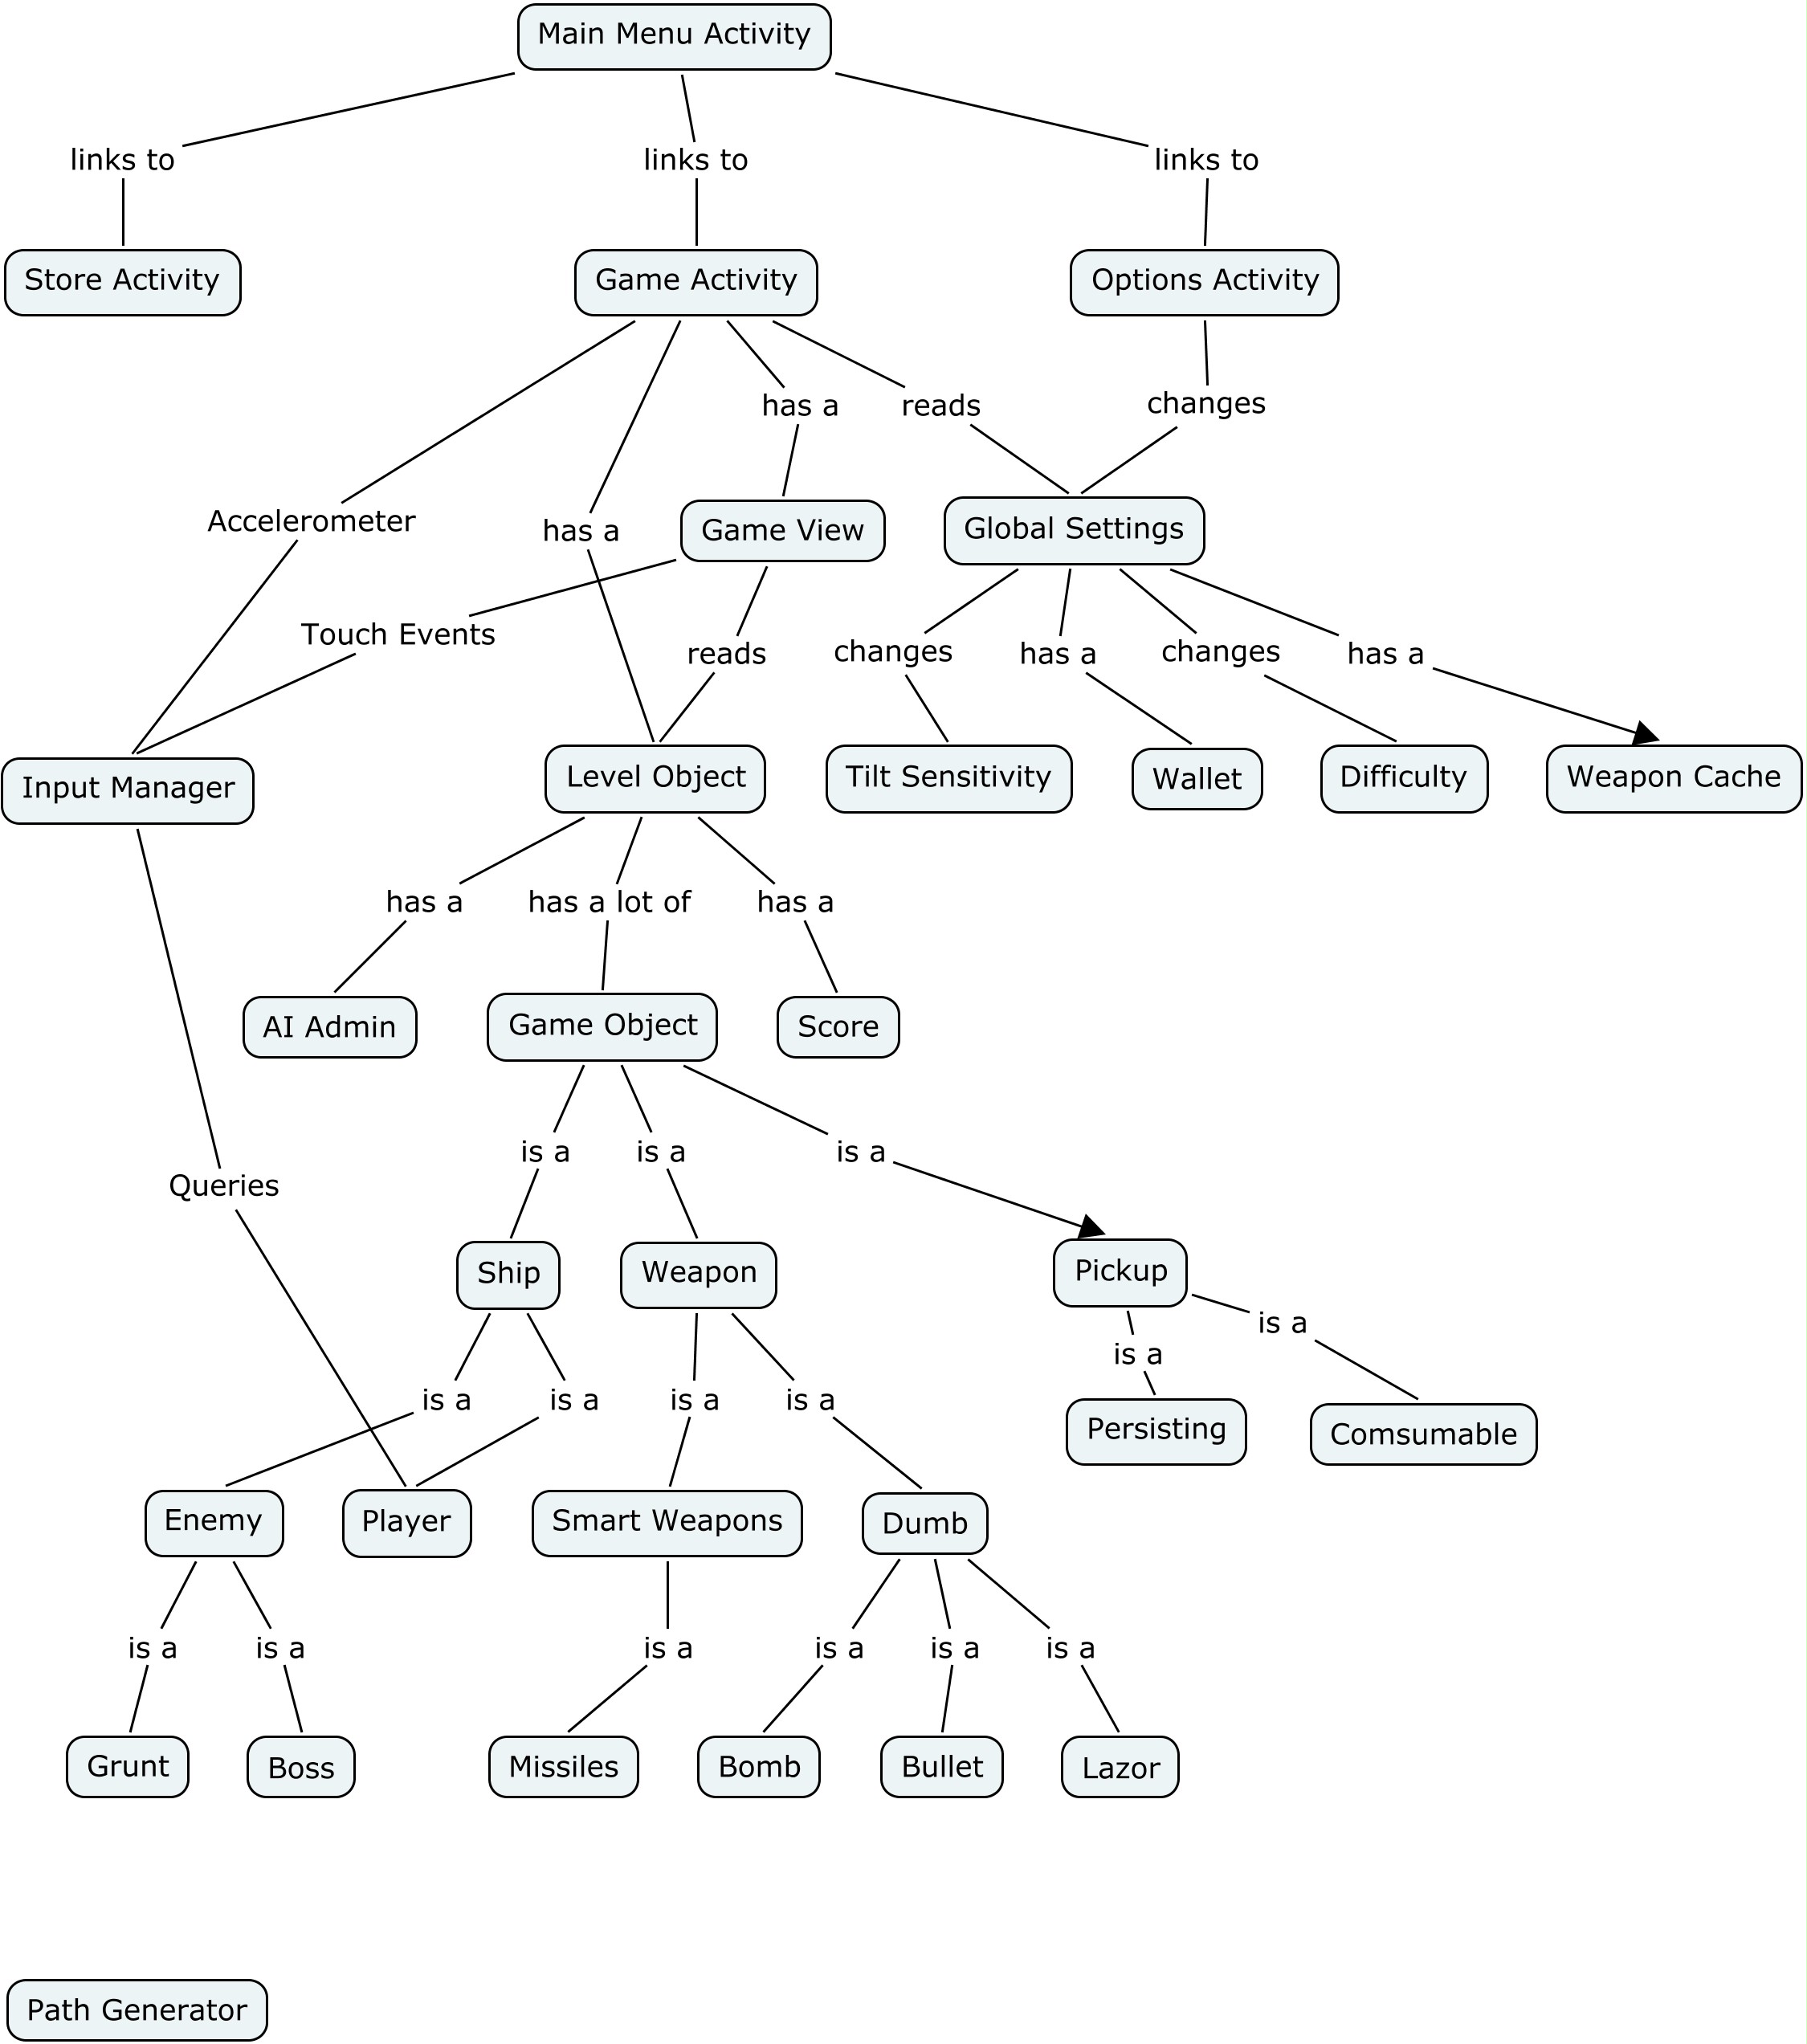 Main Menu Activity
links to
links to
links to
Store Activity
Game Activity
Options Activity
has a
reads
changes
Accelerometer
has a
Game View
Global Settings
Touch Events
reads
changes
has a
changes
has a
Input Manager
Level Object
Tilt Sensitivity
Wallet
Difficulty
Weapon Cache
has a
has a lot of
has a
AI Admin
Game Object
Score
is a
is a
is a
Queries
Ship
Weapon
Pickup
is a
is a
is a
is a
is a
is a
Persisting
Comsumable
Enemy
Player
Smart Weapons
Dumb
is a
is a
is a
is a
is a
is a
Grunt
Boss
Missiles
Bomb
Bullet
Lazor
Path Generator